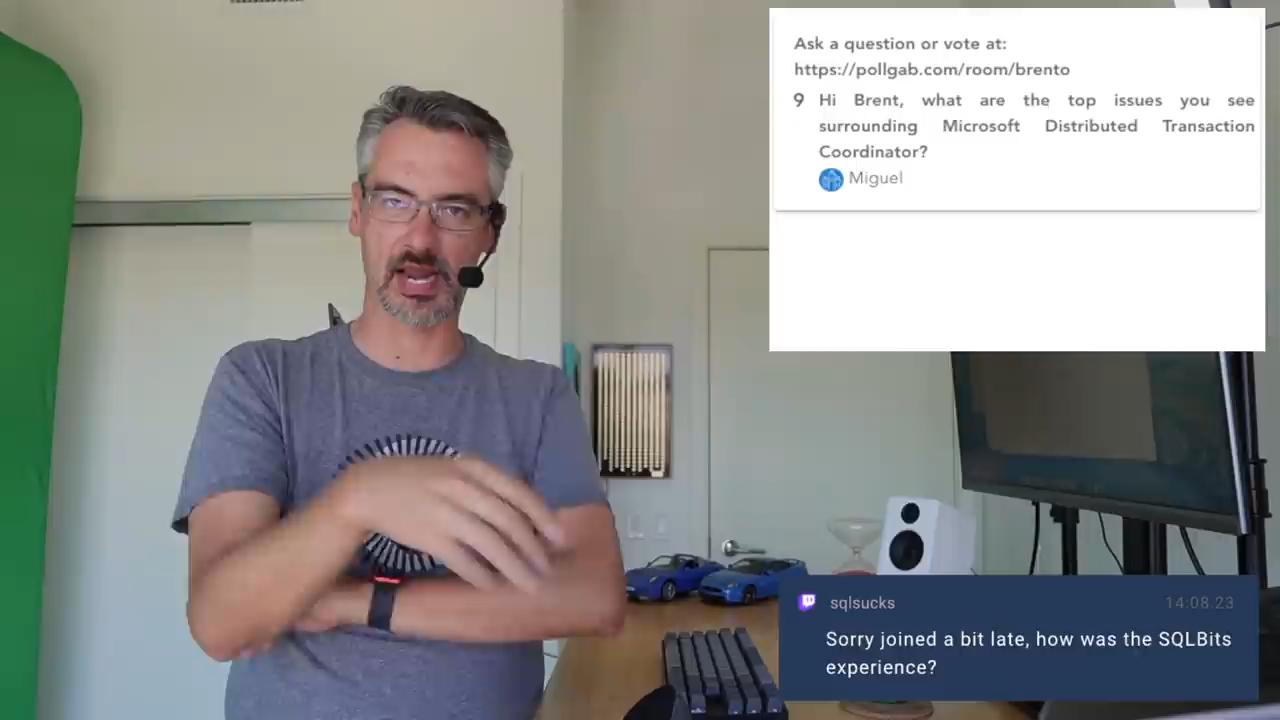 Ask a question or vote at:
https://pollgab.com/room/brento
9 Hi Brent, what are the top issues you see
surrounding Microsoft Distributed Transaction
Coordinator?
Miguel
sqlsucks 14:08.23
Sorry joined a bit late, how was the SQLBits
experience?